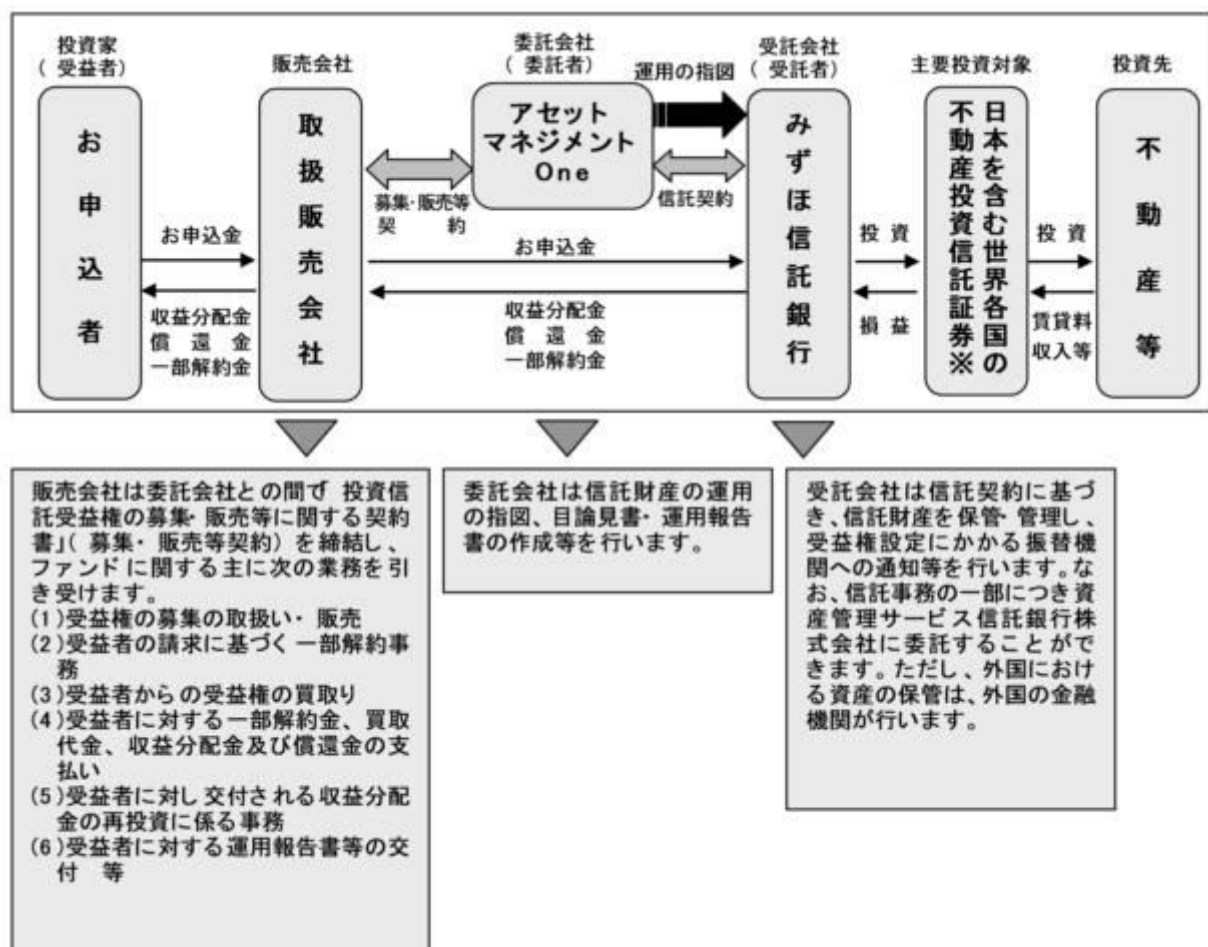 投資家
(受益者)
お申込者
販売会社
取扱販売会社
委託会社
(委託者)
アセット
マネジメント
One
運用の指図
受託会社
(受託者)
みずほ信託銀行
主要投資対象
日本を含む世界各国の
不動産投資信託証券※
投資先
不動産等
募集・販売等
契約
信託契約
お申込金
収益分配金
償還金
一部解約金
お申込金
収益分配金
償還金
一部解約金
投資
損益
投資
賃貸料
収入等
販売会社は委託会社との間で「投資信
託受益権の募集・販売等に関する契約
書」(募集・販売等契約)を締結し、
ファンドに関する主に次の業務を引
き受けます。
(1)受益権の募集の取扱い・販売
(2)受益者の請求に基づく一部解約事
務
(3)受益者からの受益権の買取り
(4)受益者に対する一部解約金、買取
代金、収益分配金及び償還金の支
払い
(5)受益者に対し交付される収益分配
金の再投資に係る事務
(6)受益者に対する運用報告書等の交
付 等
委託会社は信託財産の運用
の指図、目論見書・運用報告
書の作成等を行います。
受託会社は信託契約に基づ
き、信託財産を保管・管理し、
受益権設定にかかる振替機
関への通知等を行います。な
お、信託事務の一部につき資
産管理サービス信託銀行株
式会社に委託することがで
きます。ただし、外国におけ
る資産の保管は、外国の金融
機関が行います。